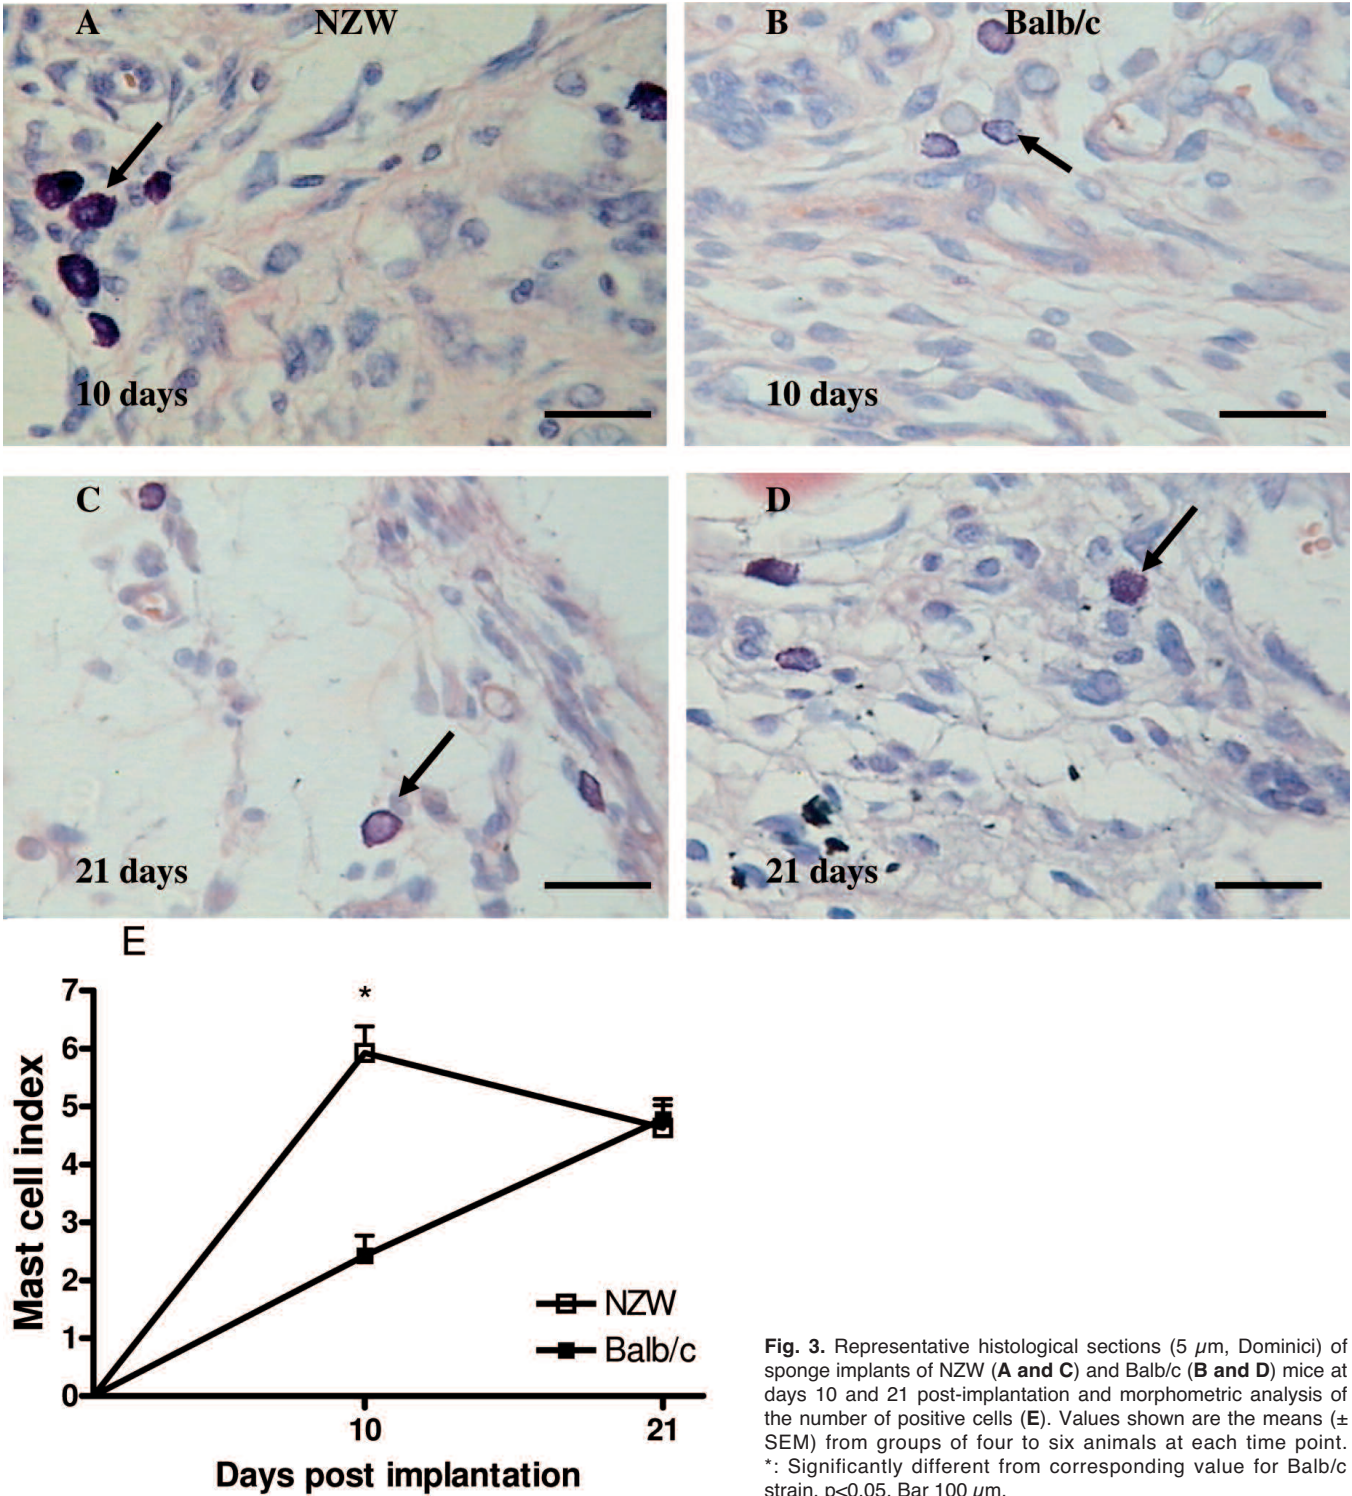 A NZW
B Balb/c
10 days
10 days
C
D
21 days
21 days
E
7
6
5
4
3
2
1
0
Mast cell index
*
NZW
Balb/c
10 21
Days post implantation
Fig. 3. Representative histological sections (5 µm, Dominici) of
sponge implants of NZW (A and C) and Balb/c (B and D) mice at
days 10 and 21 post-implantation and morphometric analysis of
the number of positive cells (E). Values shown are the means (±
SEM) from groups of four to six animals at each time point.
*: Significantly different from corresponding value for Balb/c
strain, p<0.05. Bar 100 µm.